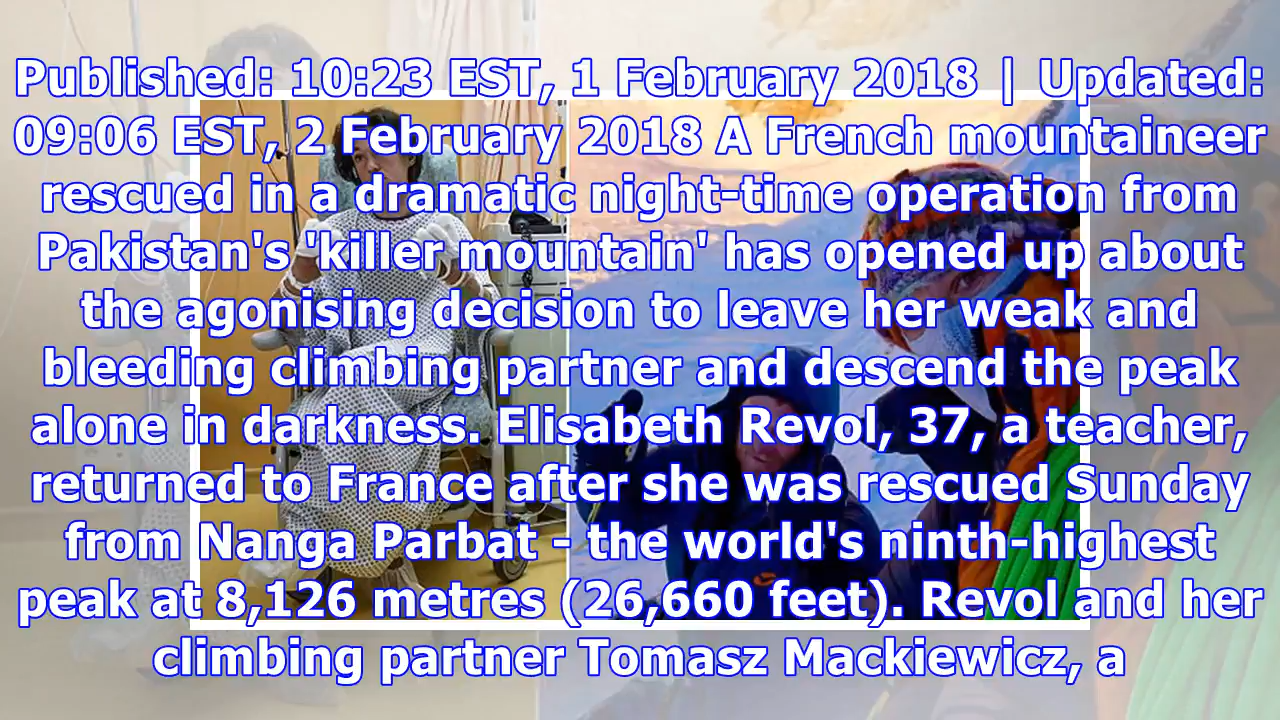 Published: 10:23 EST, 1 February 2018 | Updated:
09:06 EST, 2 February 2018 A French mountaineer
rescued in a dramatic night-time operation from
Pakistan's 'killer mountain' has opened up about
the agonising decision to leave her weak and
bleeding climbing partner and descend the peak
alone in darkness. Elisabeth Revol, 37, a teacher,
returned to France after she was rescued Sunday
from Nanga Parbat - the world's ninth-highest
peak at 8,126 metres (26,660 feet). Revol and her
climbing partner Tomasz Mackiewicz, a